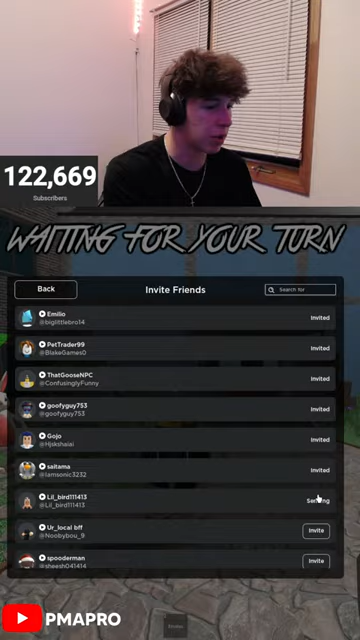 122,669
Subscribers
WAITING FOR YOUR TURN
Back
Invite Friends
Search for
Emilio
@biglittlebro14
Invited
PetTrader99
@BlakeGames0
Invited
ThatGooseNPC
@ConfusinglyFunny
Invited
goofyguy753
@goofyguy753
Invited
Gojo
@Hjskshaiai
Invited
saitama
@Iamsonic3232
Invited
Lil_bird111413
@Lil_bird111413
Sending
Ur_local bff
@Noobybou_9
Invite
spooderman
@sheesh041414
Invite
PMAPRO